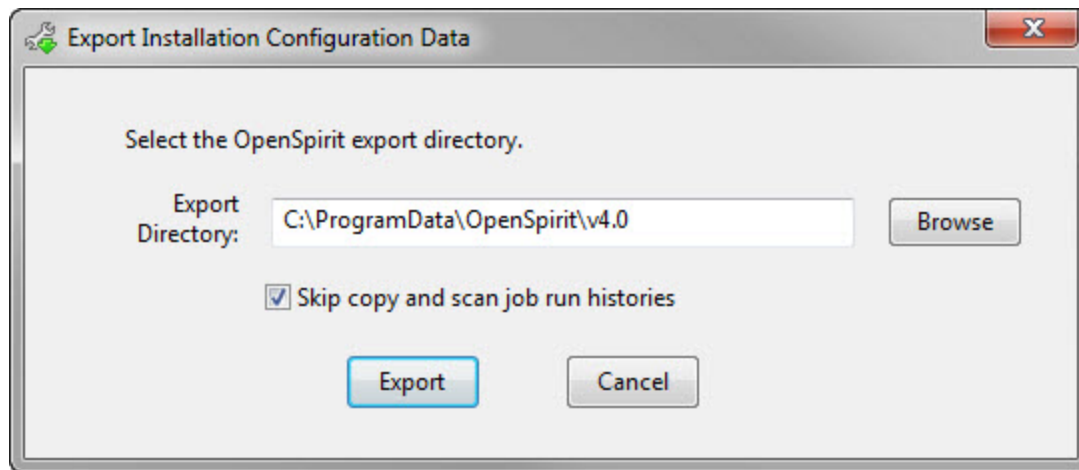 Export Installation Configuration Data
Select the OpenSpirit export directory.
Export
Directory:
C:\ProgramData\OpenSpirit\v4.0
Browse
Skip copy and scan job run histories
Export
Cancel